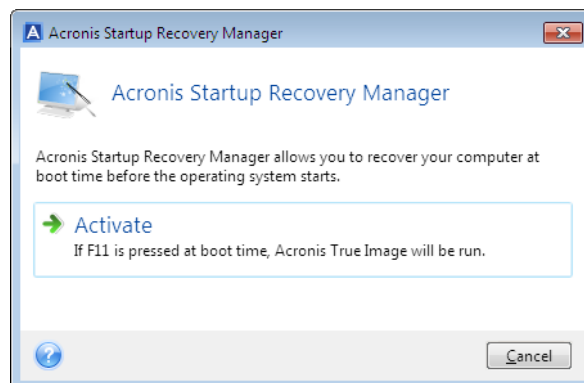 A Acronis Startup Recovery Manager
Acronis Startup Recovery Manager
Acronis Startup Recovery Manager allows you to recover your computer at
boot time before the operating system starts.
Activate
If F11 is pressed at boot time, Acronis True Image will be run.
?
Cancel